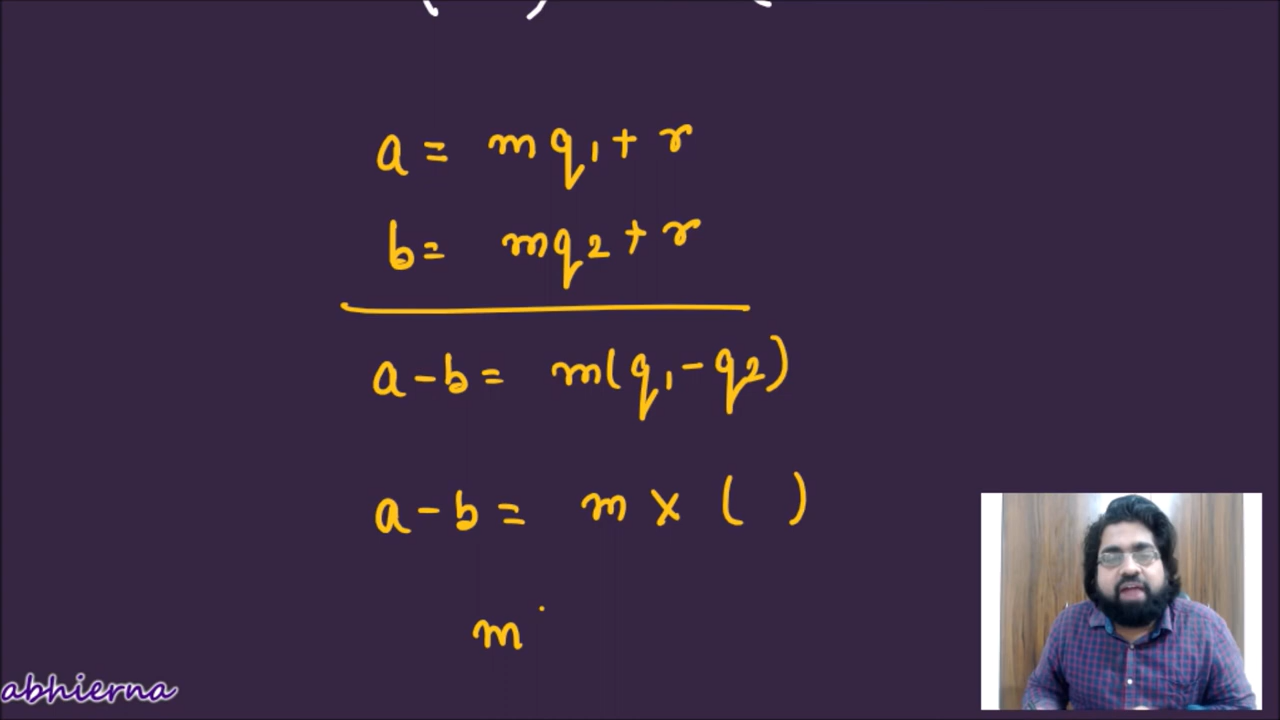 a = mq₁ + r
b = mq₂ + r
a - b = m(q₁ - q₂)
a - b = m × ( )
m
abhierna